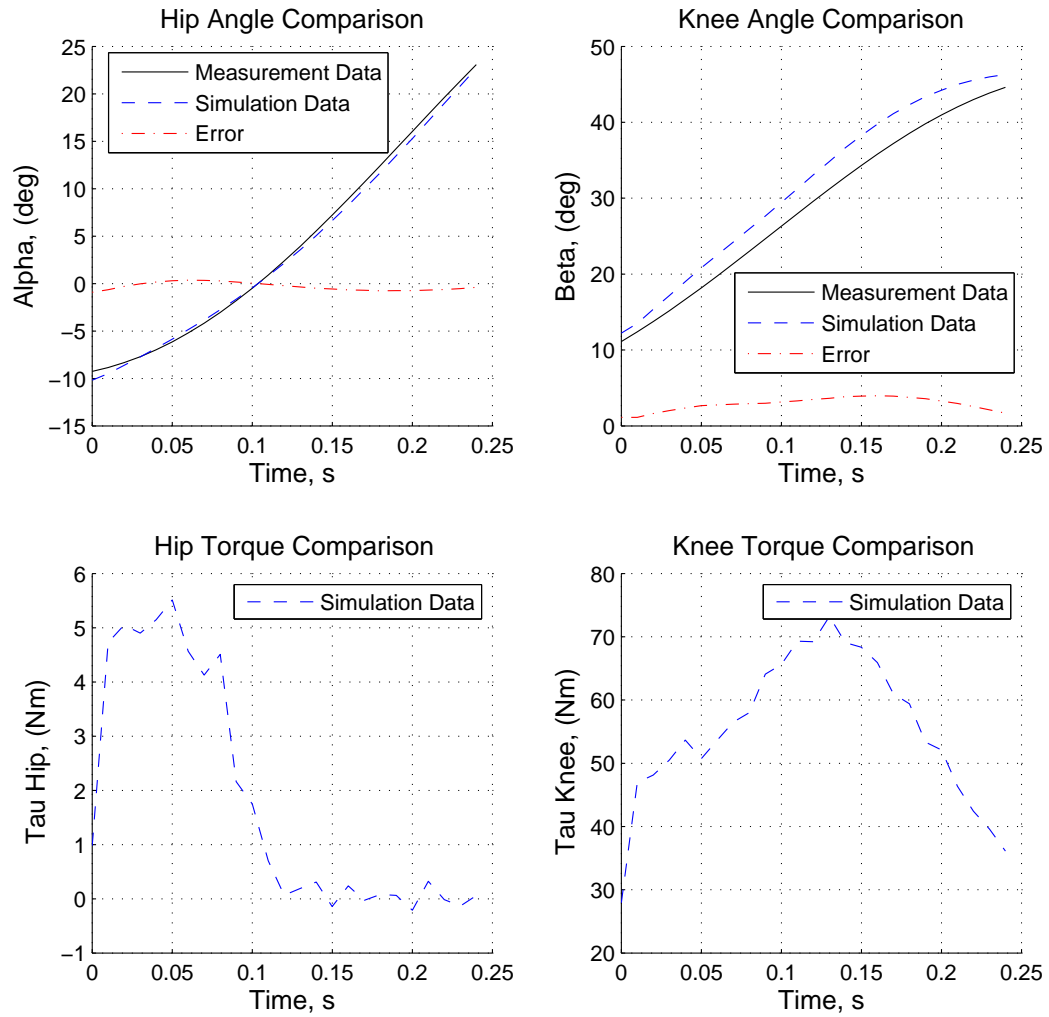 Hip Angle Comparison
25
20
15
10
5
0
−5
−10
−15
Alpha, (deg)
Measurement Data
Simulation Data
Error
0
0.05
0.1
0.15
0.2
0.25
Time, s
Knee Angle Comparison
50
40
30
20
10
0
Beta, (deg)
Measurement Data
Simulation Data
Error
0
0.05
0.1
0.15
0.2
0.25
Time, s
Hip Torque Comparison
6
5
4
3
2
1
0
−1
Tau Hip, (Nm)
Simulation Data
0
0.05
0.1
0.15
0.2
0.25
Time, s
Knee Torque Comparison
80
70
60
50
40
30
20
Tau Knee, (Nm)
Simulation Data
0
0.05
0.1
0.15
0.2
0.25
Time, s